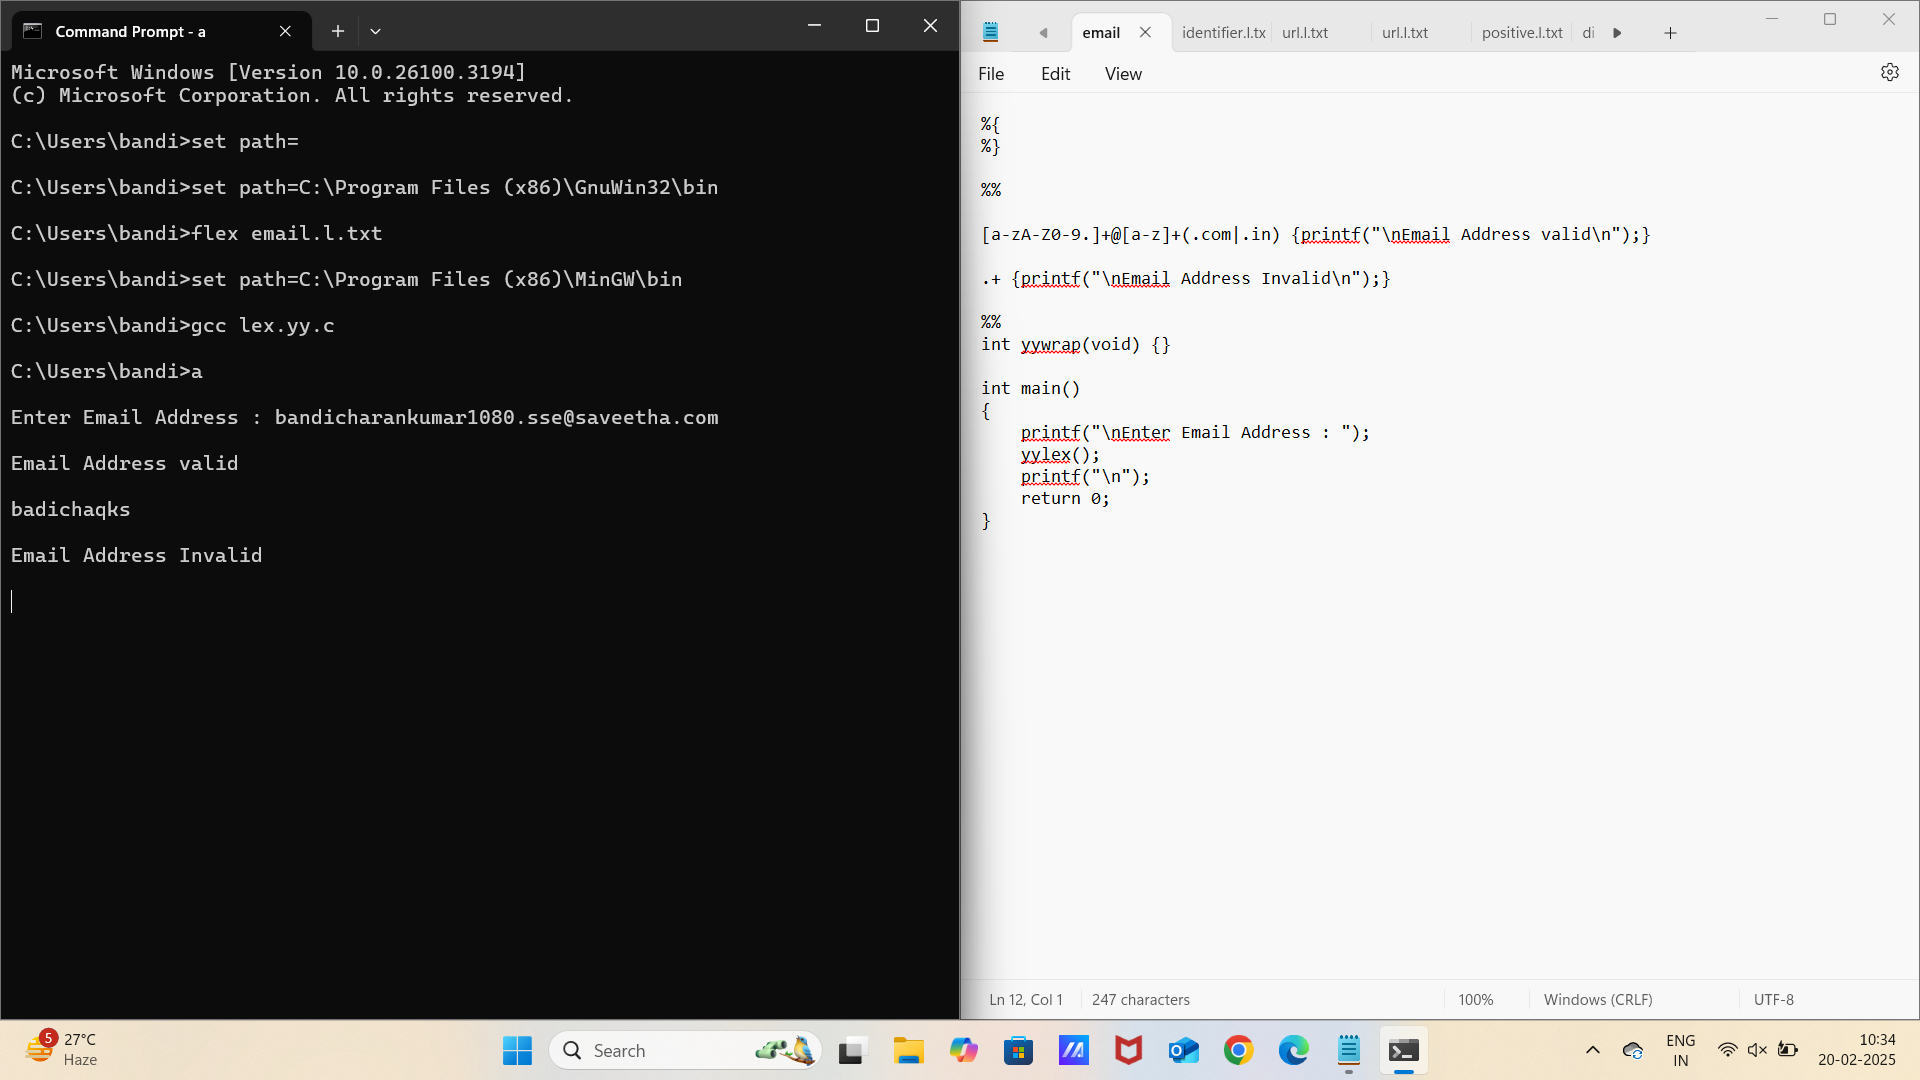 Command Prompt - a
Microsoft Windows [Version 10.0.26100.3194]
(c) Microsoft Corporation. All rights reserved.
C:\Users\bandi>set path=
C:\Users\bandi>set path=C:\Program Files (x86)\GnuWin32\bin
C:\Users\bandi>flex email.l.txt
C:\Users\bandi>set path=C:\Program Files (x86)\MinGW\bin
C:\Users\bandi>gcc lex.yy.c
C:\Users\bandi>a
Enter Email Address : bandicharankumar1080.sse@saveetha.com
Email Address valid
badichaqks
Email Address Invalid
email identifier.l.tx url.l.txt url.l.txt positive.l.txt di
File Edit View
%{
%}
%%
[a-zA-Z0-9.]+@[a-z]+(.com|.in) {printf("\nEmail Address valid\n");}
.+ {printf("\nEmail Address Invalid\n");}
%%
int yywrap(void) {}
int main()
{
printf("\nEnter Email Address : ");
yylex();
printf("\n");
return 0;
}
Ln 12, Col 1 247 characters 100% Windows (CRLF) UTF-8
5 27°C
Haze
Search
ENG
IN
10:34
20-02-2025